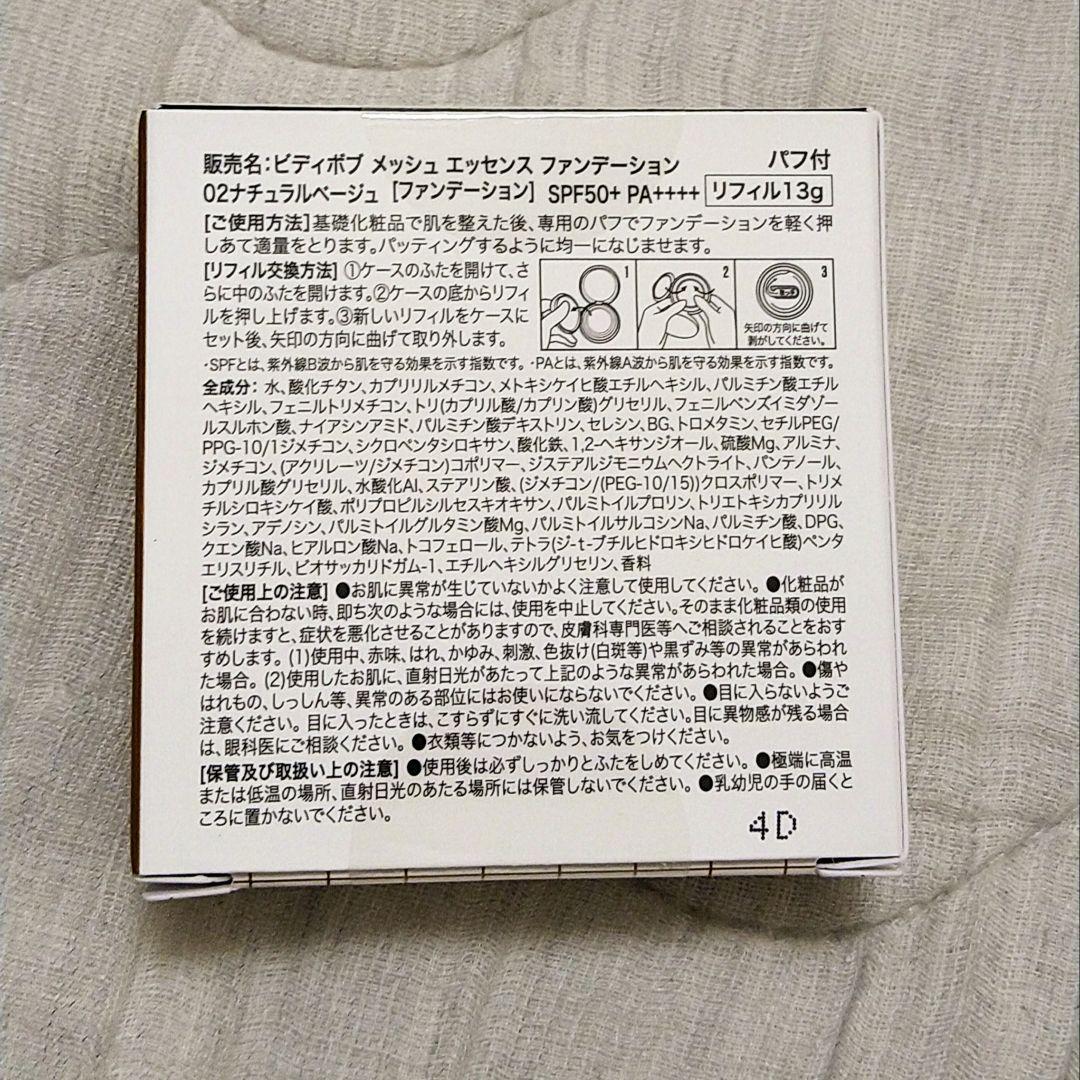 販売名:ビディボブ メッシュ エッセンス ファンデーション
パフ付
02ナチュラルベージュ [ファンデーション] SPF50+ PA++++ リフィル13g
[ご使用方法]基礎化粧品で肌を整えた後、専用のパフでファンデーションを軽く押
しあて適量をとります。パッティングするように均一になじませます。
[リフィル交換方法] ①ケースのふたを開けて、さ
らに中のふたを開けます。②ケースの底からリフィ
ルを押し上げます。③新しいリフィルをケースに
セット後、矢印の方向に曲げて取り外します。
1
2
3
矢印の方向に曲げて
剥がしてください。
・SPFとは、紫外線B波から肌を守る効果を示す指数です。・PAとは、紫外線A波から肌を守る効果を示す指数です。
全成分: 水、酸化チタン、カプリリルメチコン、メトキシケイヒ酸エチルヘキシル、パルミチン酸エチル
ヘキシル、フェニルトリメチコン、トリ(カプリル酸/カプリン酸)グリセリル、フェニルベンズイミダゾー
ルスルホン酸、ナイアシンアミド、パルミチン酸デキストリン、セレシン、BG、トロメタミン、セチルPEG/
PPG-10/1ジメチコン、シクロペンタシロキサン、酸化鉄、1,2-ヘキサンジオール、硫酸Mg、アルミナ、
ジメチコン、(アクリレーツ/ジメチコン)コポリマー、ジステアルジモニウムヘクトライト、パンテノール、
カプリル酸グリセリル、水酸化Al、ステアリン酸、(ジメチコン/(PEG-10/15))クロスポリマー、トリメ
チルシロキシケイ酸、ポリプロピルシルセスキオキサン、パルミトイルプロリン、トリエトキシカプリリル
シラン、アデノシン、パルミトイルグルタミン酸Mg、パルミトイルサルコシンNa、パルミチン酸、DPG、
クエン酸Na、ヒアルロン酸Na、トコフェロール、テトラ(ジ-t-ブチルヒドロキシヒドロケイヒ酸)ペンタ
エリスリチル、ビオサッカリドガム-1、エチルヘキシルグリセリン、香料
[ご使用上の注意] ●お肌に異常が生じていないかよく注意して使用してください。●化粧品が
お肌に合わない時、即ち次のような場合には、使用を中止してください。そのまま化粧品類の使用
を続けますと、症状を悪化させることがありますので、皮膚科専門医等へご相談されることをおす
すめします。(1)使用中、赤味、はれ、かゆみ、刺激、色抜け(白斑等)や黒ずみ等の異常があらわれ
た場合。(2)使用したお肌に、直射日光があたって上記のような異常があらわれた場合。●傷や
はれもの、しっしん等、異常のある部位にはお使いにならないでください。●目に入らないようご
注意ください。目に入ったときは、こすらずにすぐに洗い流してください。目に異物感が残る場合
は、眼科医にご相談ください。●衣類等につかないよう、お気をつけください。
[保管及び取扱い上の注意] ●使用後は必ずしっかりとふたをしめてください。●極端に高温
または低温の場所、直射日光のあたる場所には保管しないでください。●乳幼児の手の届くと
ころに置かないでください。
4D